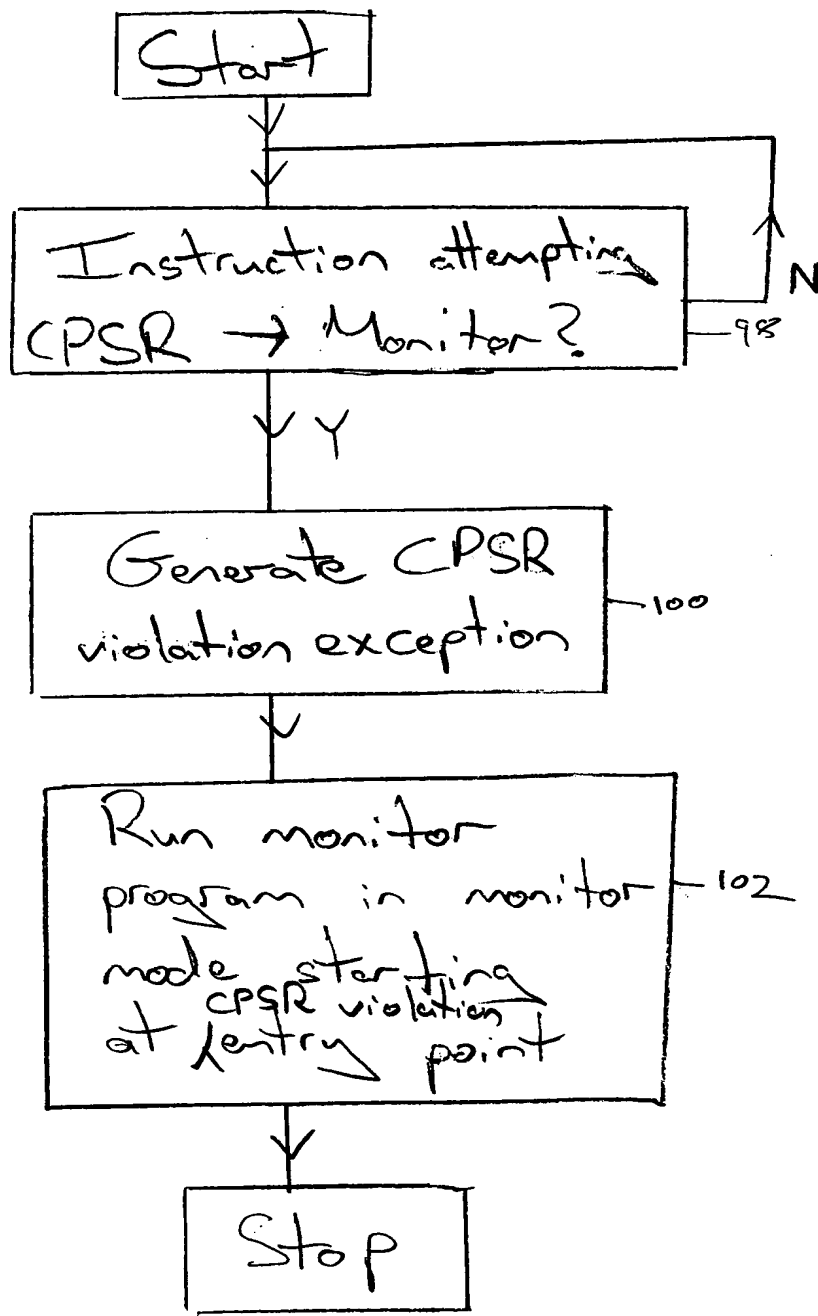 Start
Instruction attempting
CPSR → Monitor?
N
98
Y
Generate CPSR
violation exception
100
Run monitor
program in monitor
mode starting
CPSR violation
at entry point
102
Stop